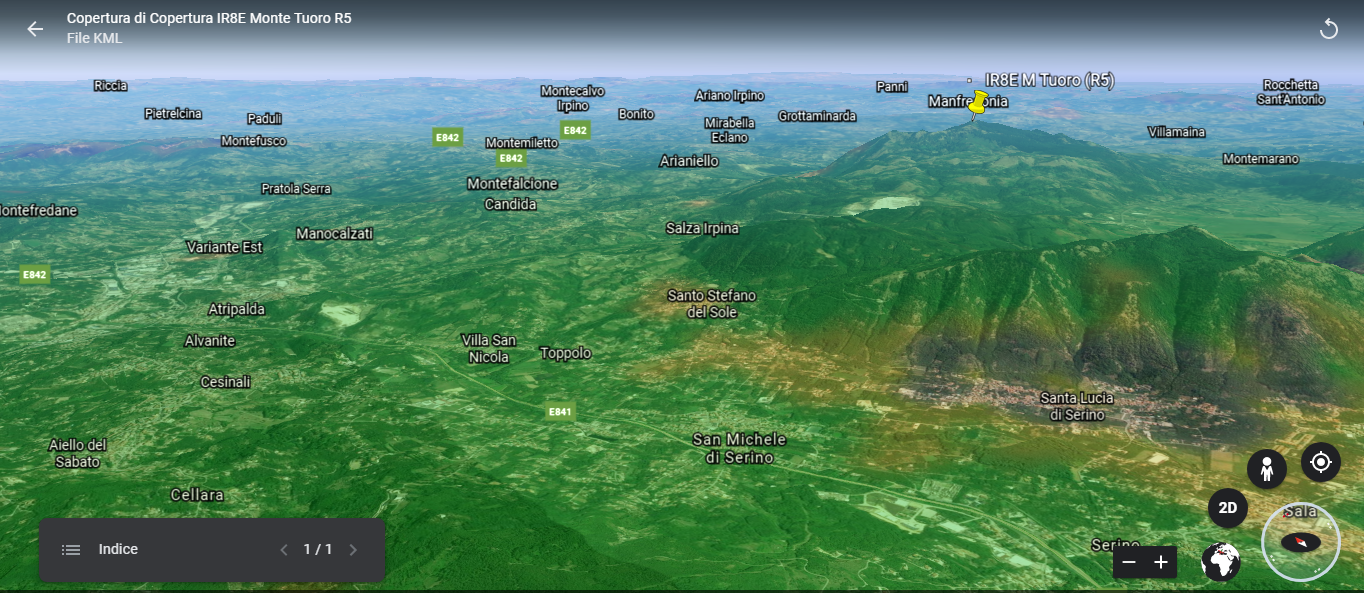 Copertura di Copertura IR8E Monte Tuoro R5
File KML
Riccia
IR8E M Tuoro (R5)
Panni
Rocchetta
Sant'Antonio
Montecalvo
Irpino
Ariano Irpino
Pietrelcina
Paduli
Bonito
Mirabella
Eclano
Grottaminarda
Villamaina
E842
E842
Montefusco
Montemiletto
E842
Arianiello
Montemarano
Montefalcione
Pratola Serra
Candida
ontefredane
Manocalzati
Salza Irpina
Variante Est
E842
Santo Stefano
del Sole
Atripalda
Alvanite
Villa San
Nicola
Toppolo
Cesinali
Santa Lucia
di Serino
E841
San Michele
di Serino
Aiello del
Sabato
Cellara
2D
Sala
Serino
Indice
1 / 1